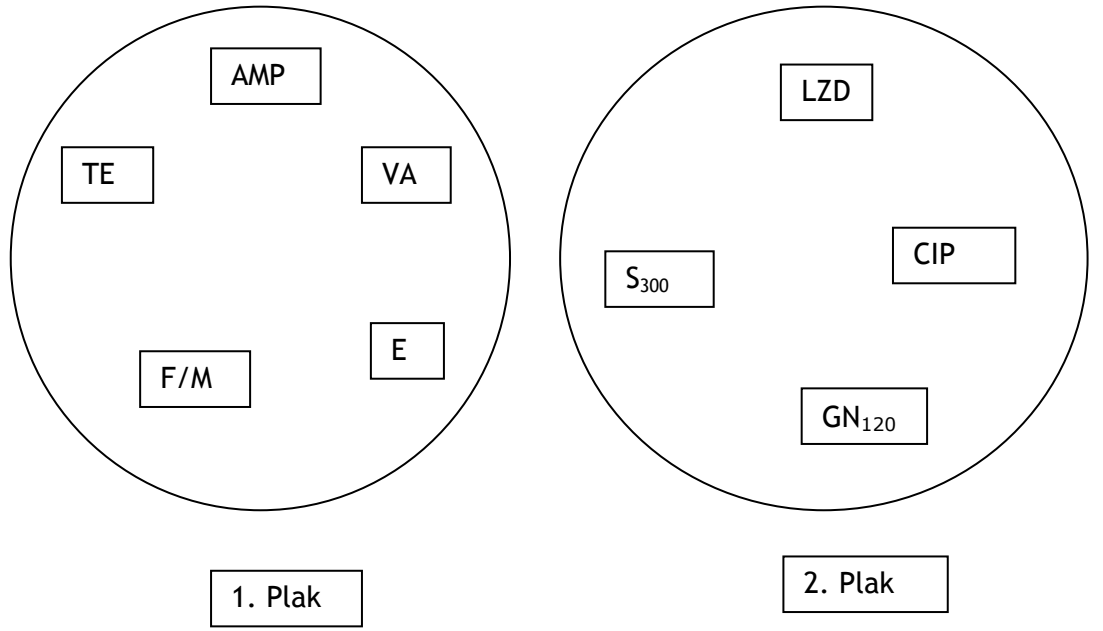 AMP
TE
VA
F/M
E
1. Plak
LZD
S₃₀₀
CIP
GN₁₂₀
2. Plak